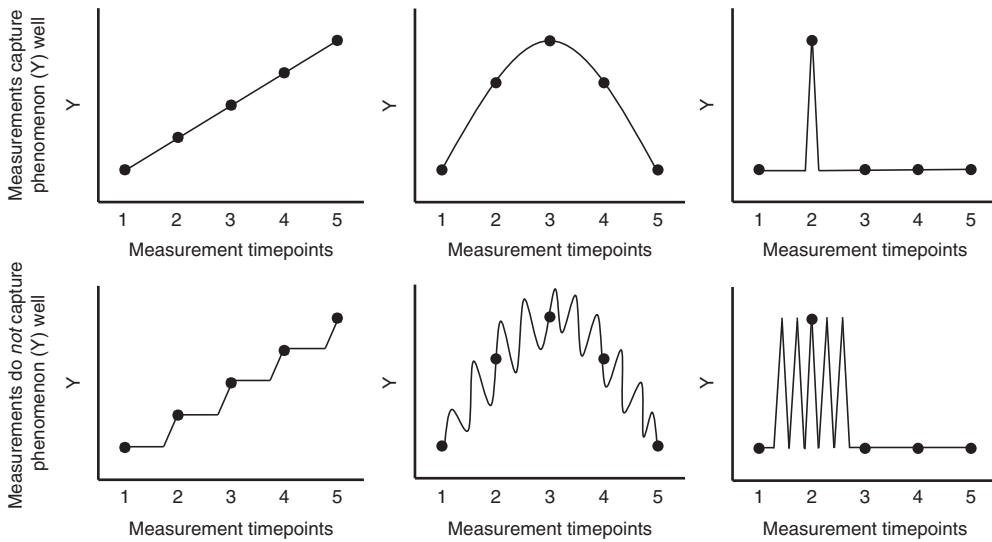 Measurements capture
phenomenon (Y) well
Y
1 2 3 4 5
Measurement timepoints
Y
1 2 3 4 5
Measurement timepoints
Y
1 2 3 4 5
Measurement timepoints
Measurements do not capture
phenomenon (Y) well
Y
1 2 3 4 5
Measurement timepoints
Y
1 2 3 4 5
Measurement timepoints
Y
1 2 3 4 5
Measurement timepoints